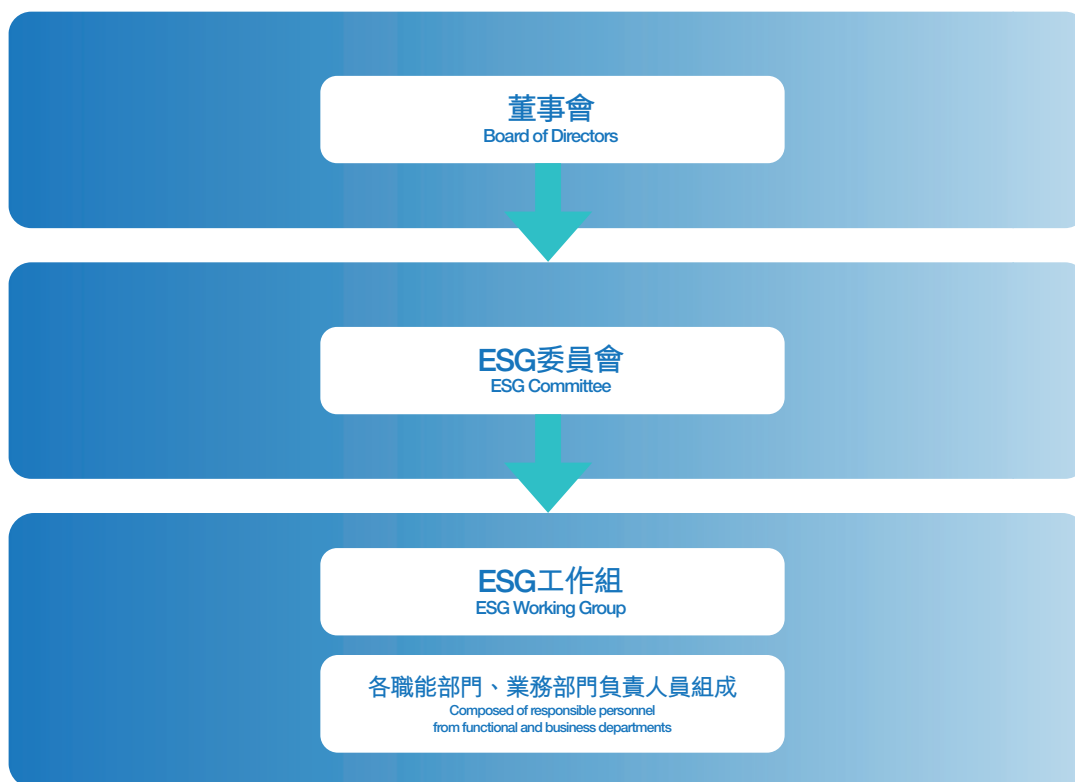 董事會
Board of Directors
ESG委員會
ESG Committee
ESG工作組
ESG Working Group
各職能部門、業務部門負責人員組成
Composed of responsible personnel
from functional and business departments